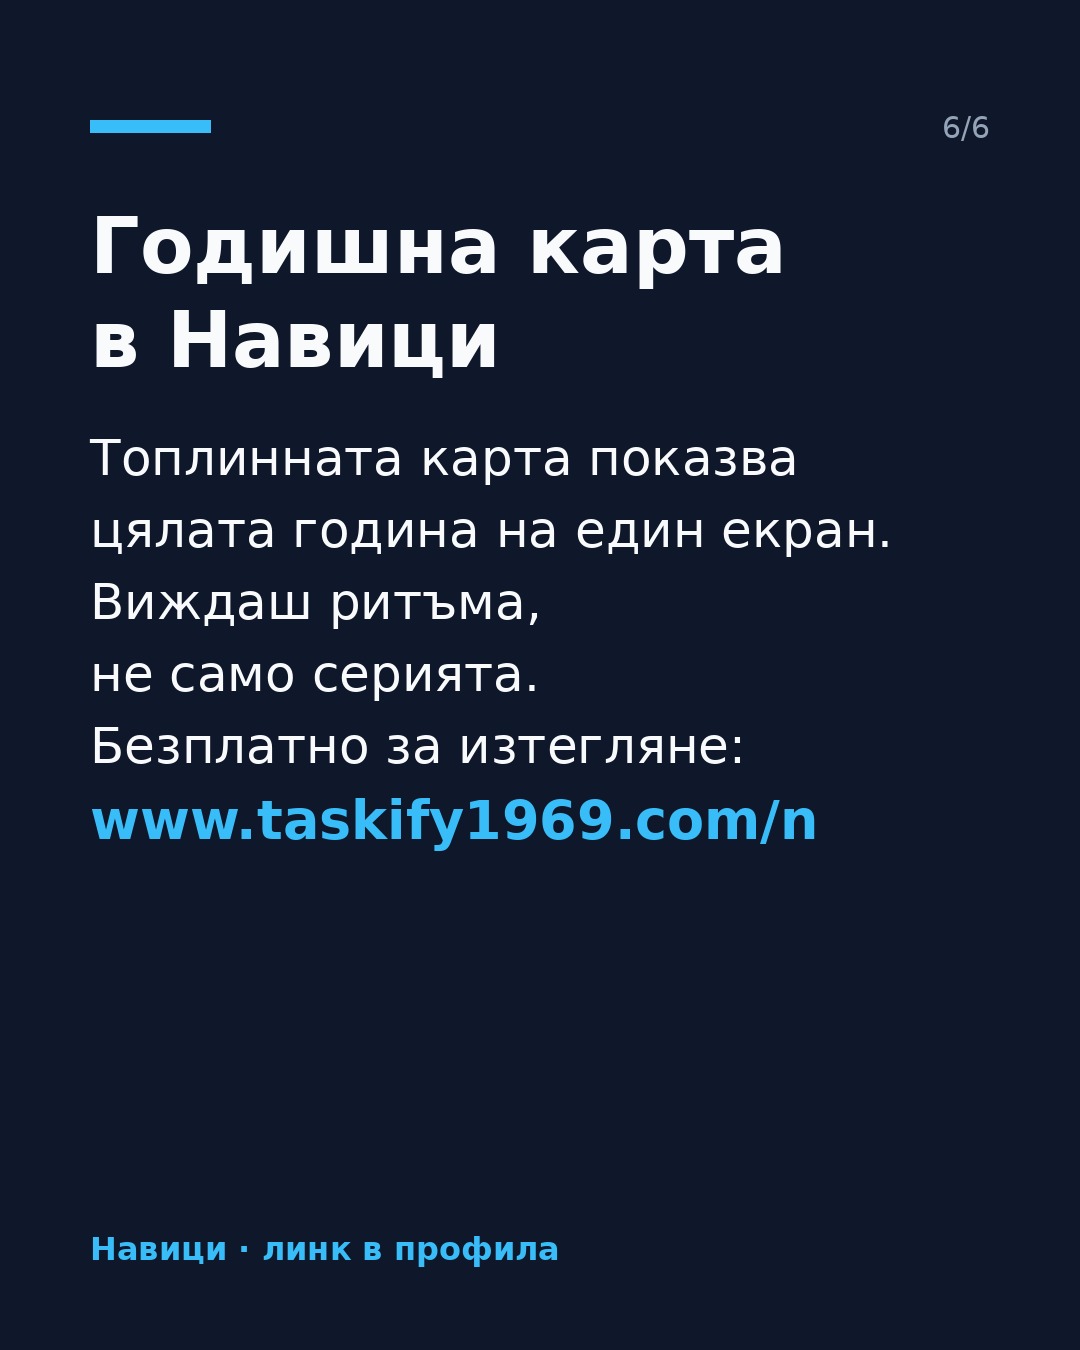 6/6
Годишна карта
в Навици
Топлинната карта показва
цялата година на един екран.
Виждаш ритъма,
не само серията.
Безплатно за изтегляне:
www.taskify1969.com/n
Навици · линк в профила